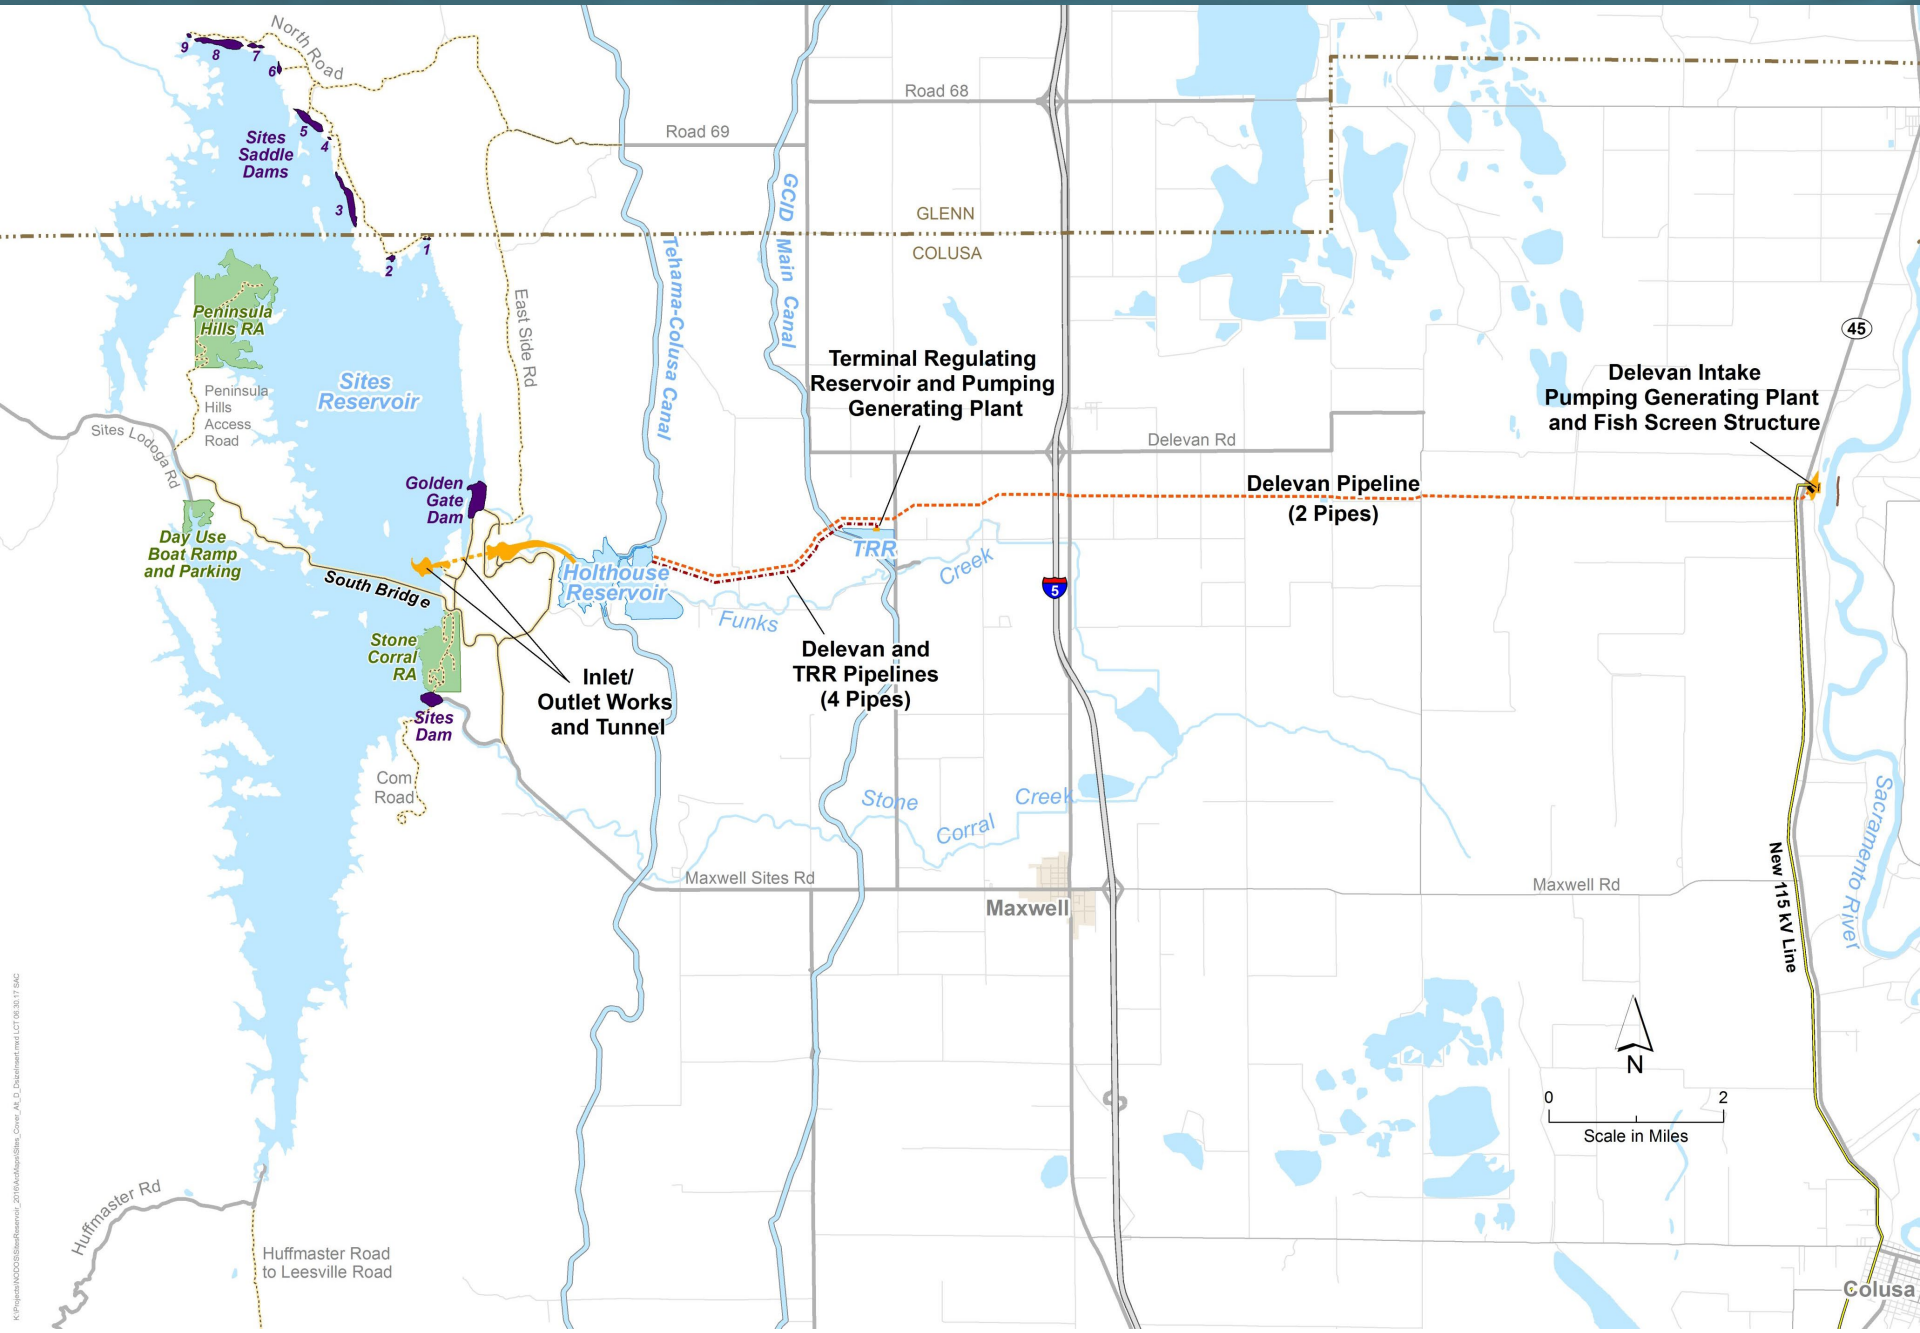 North Road
9
8
7
6
5
4
3
2
1
Sites
Saddle
Dams
Road 68
Road 69
GLENN
COLUSA
GCID Main Canal
Tehama-Colusa Canal
East Side Rd
45
Peninsula
Hills RA
Peninsula
Hills
Access
Road
Sites
Reservoir
Sites Lodoga Rd
Terminal Regulating
Reservoir and Pumping
Generating Plant
Delevan Intake
Pumping Generating Plant
and Fish Screen Structure
Delevan Rd
Delevan Pipeline
(2 Pipes)
Golden
Gate
Dam
Day Use
Boat Ramp
and Parking
South Bridge
Holthouse
Reservoir
TRR
Funks
Creek
5
Stone
Corral
RA
Inlet/
Outlet Works
and Tunnel
Delevan and
TRR Pipelines
(4 Pipes)
Sites
Dam
Com
Road
Stone
Corral
Creek
Sacramento River
New 115 kV Line
Maxwell Sites Rd
Maxwell Rd
Maxwell
N
0
2
Scale in Miles
Huffmaster Rd
Huffmaster Road
to Leesville Road
Colusa